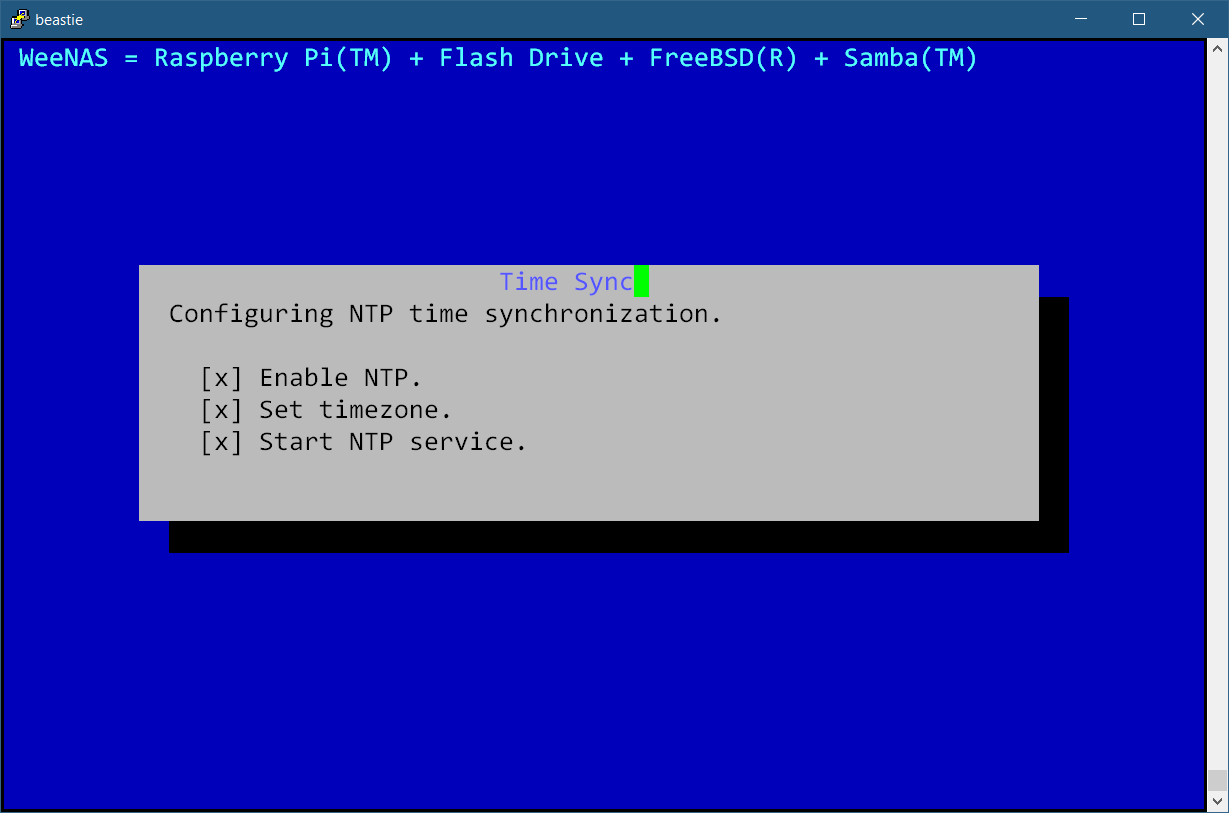 beastie
WeeNAS = Raspberry Pi(TM) + Flash Drive + FreeBSD(R) + Samba(TM)
Time Sync
Configuring NTP time synchronization.
[x] Enable NTP.
[x] Set timezone.
[x] Start NTP service.